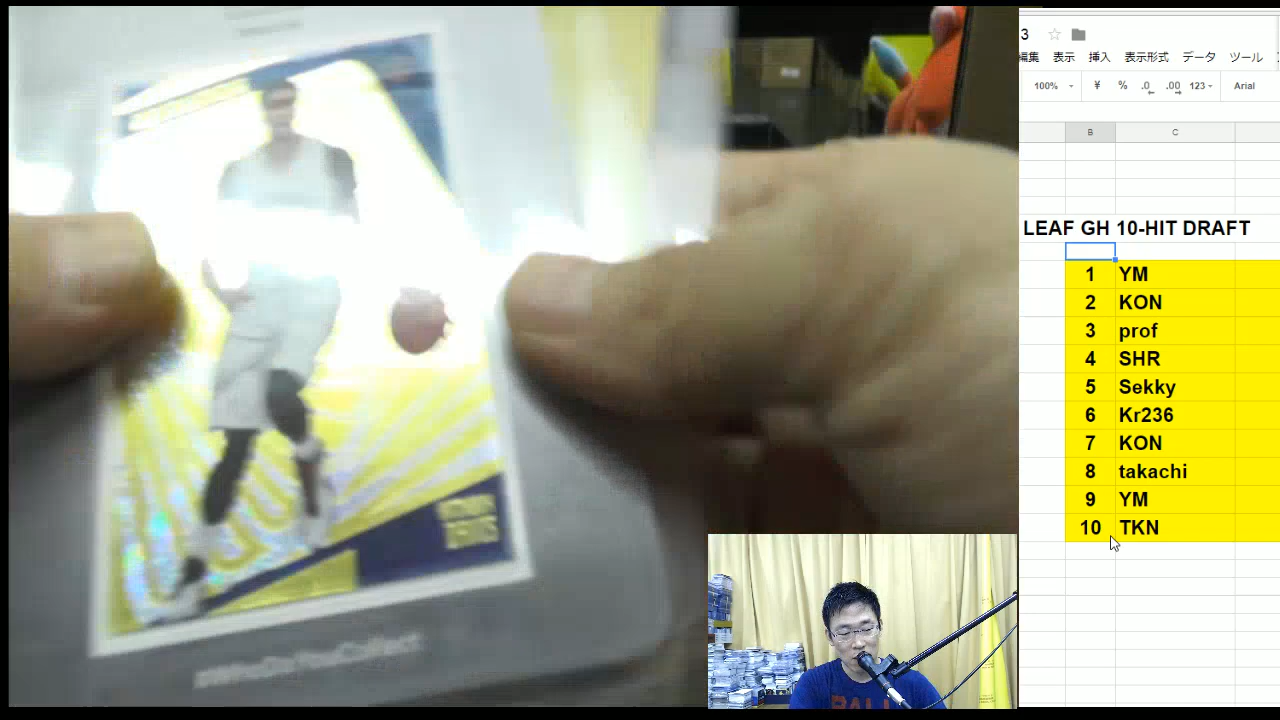 3
編集 表示 挿入 表示形式 データ ツール
100% ¥ % .0 .00 123 Arial
B C
LEAF GH 10-HIT DRAFT
1 YM
2 KON
3 prof
4 SHR
5 Sekky
6 Kr236
7 KON
8 takachi
9 YM
10 TKN